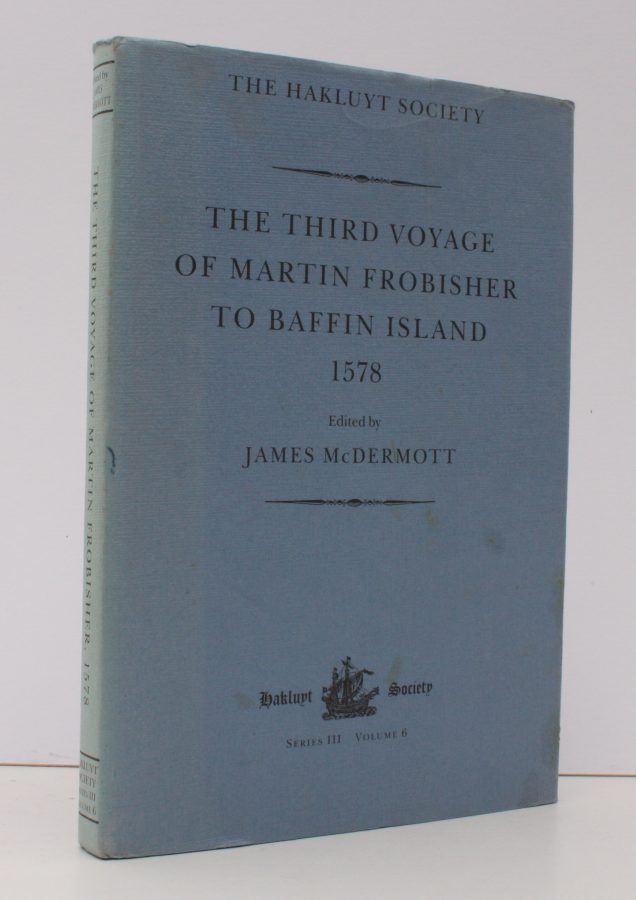 THE HAKLUYT SOCIETY
THE THIRD VOYAGE
OF MARTIN FROBISHER
TO BAFFIN ISLAND
1578
Edited by
JAMES McDERMOTT
Hakluyt Society
SERIES III VOLUME 6
THE THIRD VOYAGE OF MARTIN FROBISHER, 1578